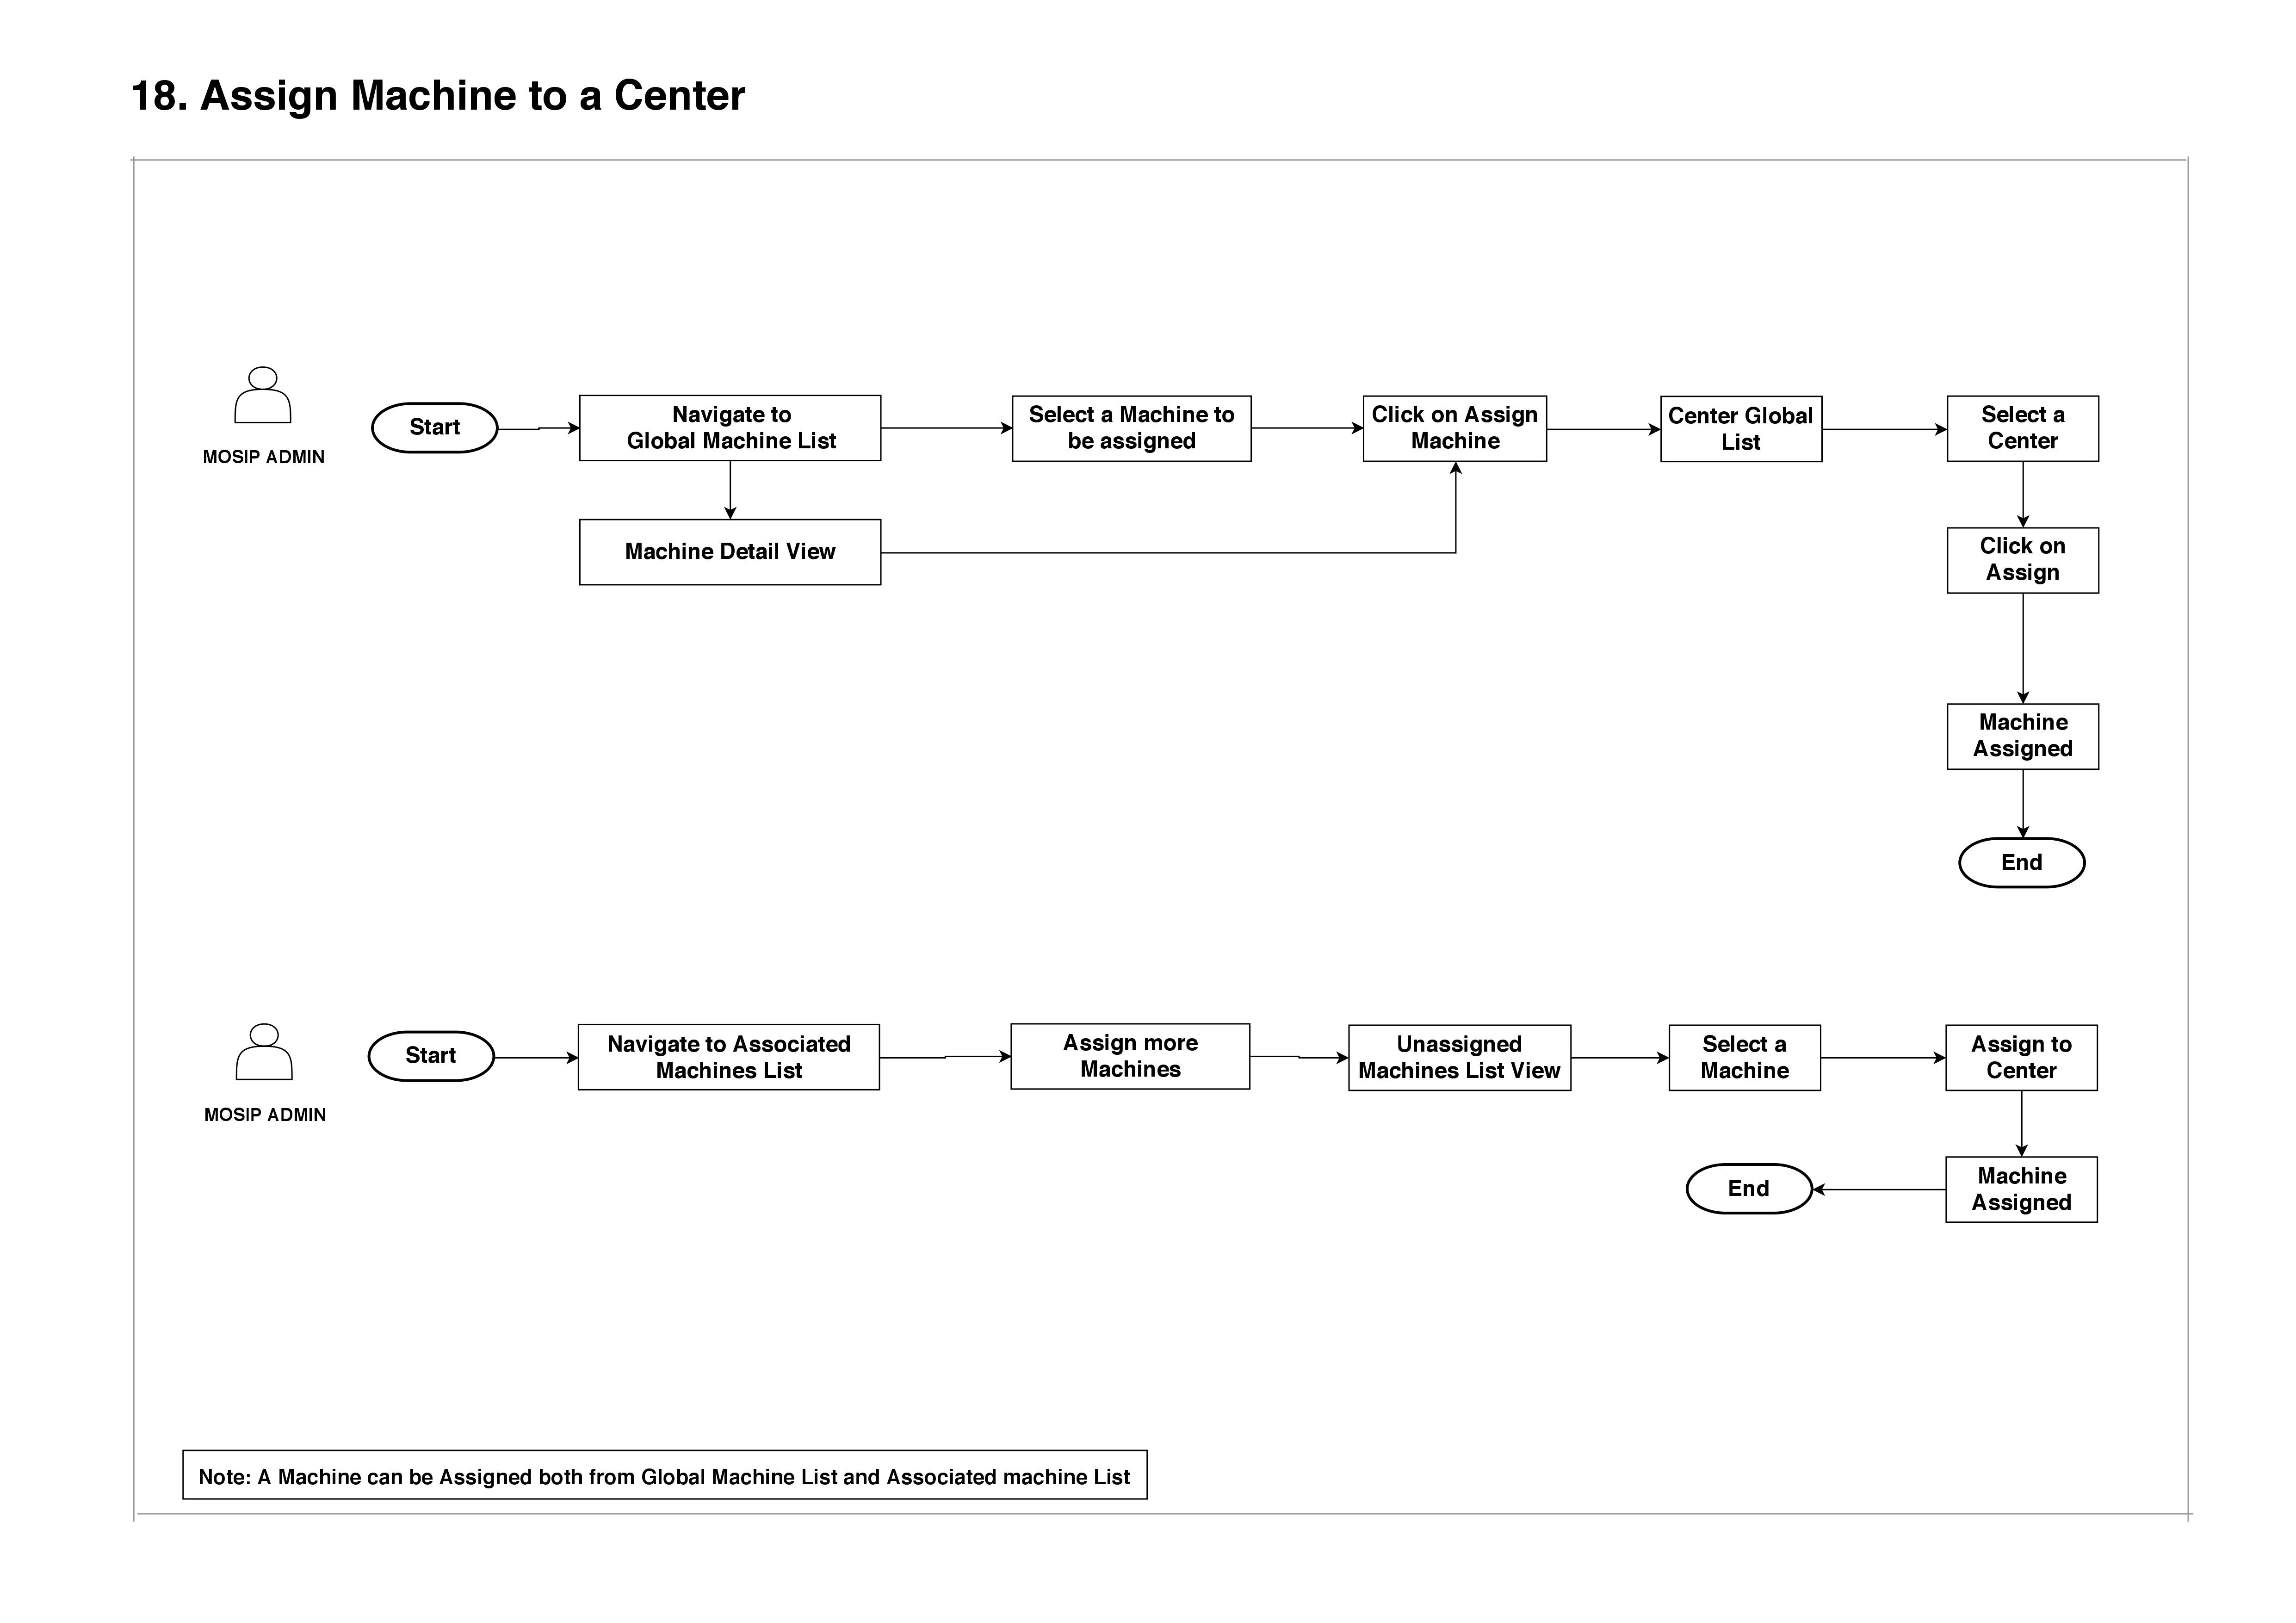 18. Assign Machine to a Center
MOSIP ADMIN
Start
Navigate to
Global Machine List
Select a Machine to
be assigned
Click on Assign
Machine
Center Global
List
Select a
Center
Machine Detail View
Click on
Assign
Machine
Assigned
End
MOSIP ADMIN
Start
Navigate to Associated
Machines List
Assign more
Machines
Unassigned
Machines List View
Select a
Machine
Assign to
Center
Machine
Assigned
End
Note: A Machine can be Assigned both from Global Machine List and Associated machine List